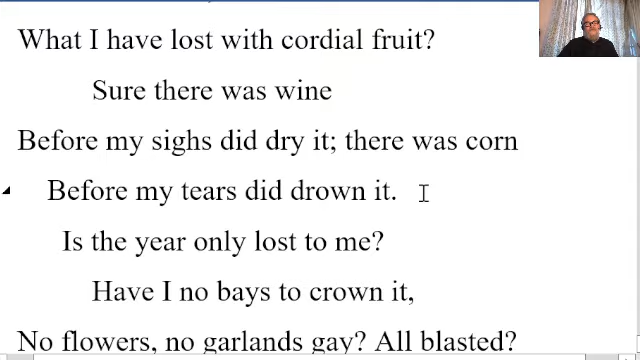 What I have lost with cordial fruit?
Sure there was wine
Before my sighs did dry it; there was corn
Before my tears did drown it.
Is the year only lost to me?
Have I no bays to crown it,
No flowers, no garlands gay? All blasted?